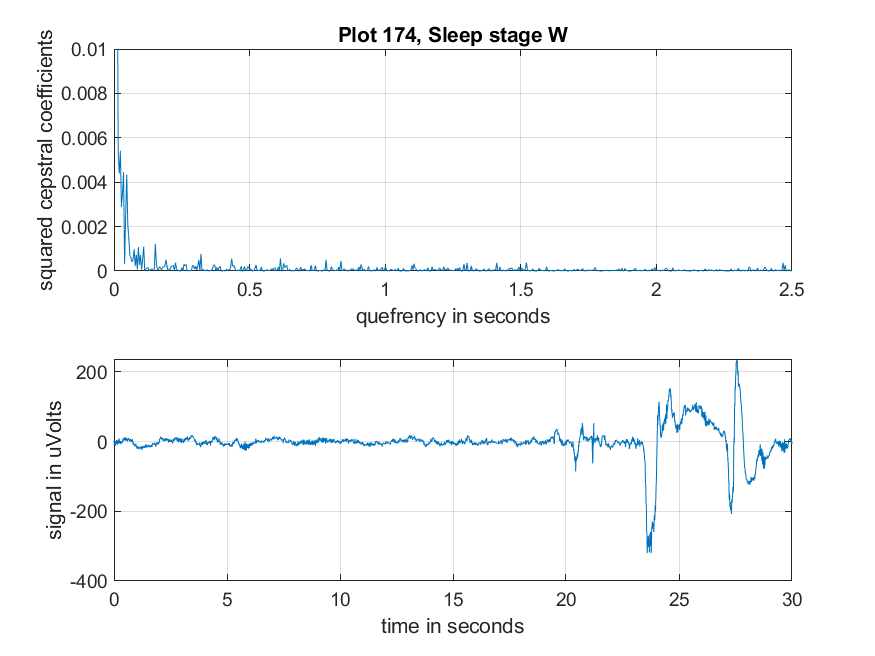 Plot 174, Sleep stage W
squared cepstral coefficients
0.01
0.008
0.006
0.004
0.002
0
0 0.5 1 1.5 2 2.5
quefrency in seconds
signal in uVolts
200
0
-200
-400
0 5 10 15 20 25 30
time in seconds